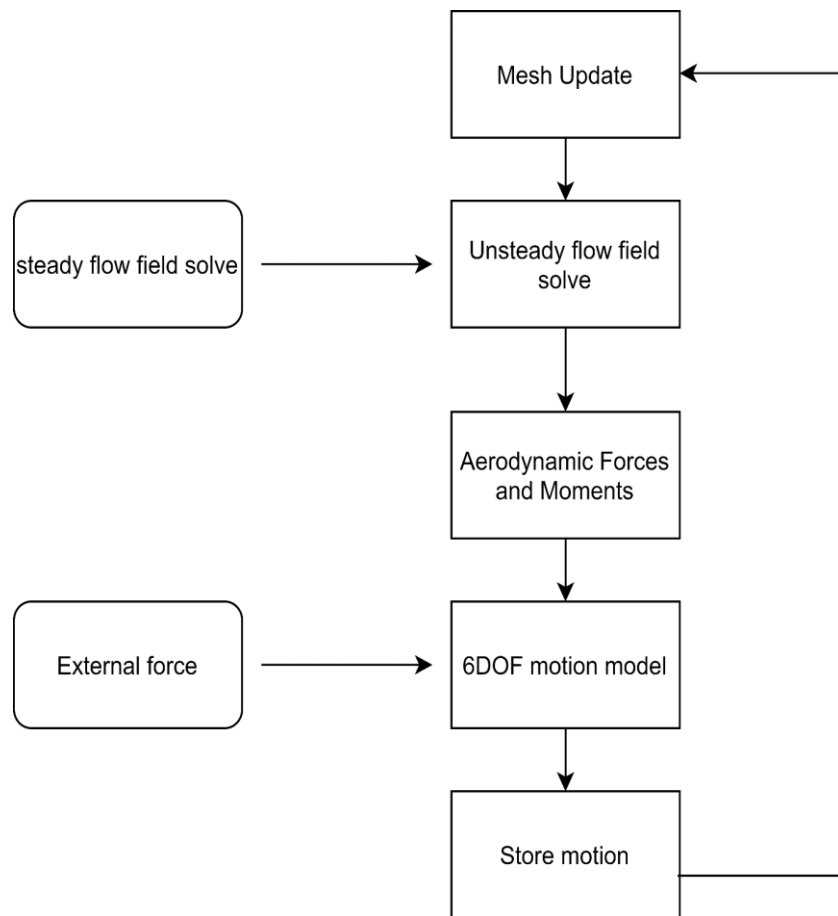 Mesh Update
steady flow field solve
Unsteady flow field
solve
Aerodynamic Forces
and Moments
External force
6DOF motion model
Store motion